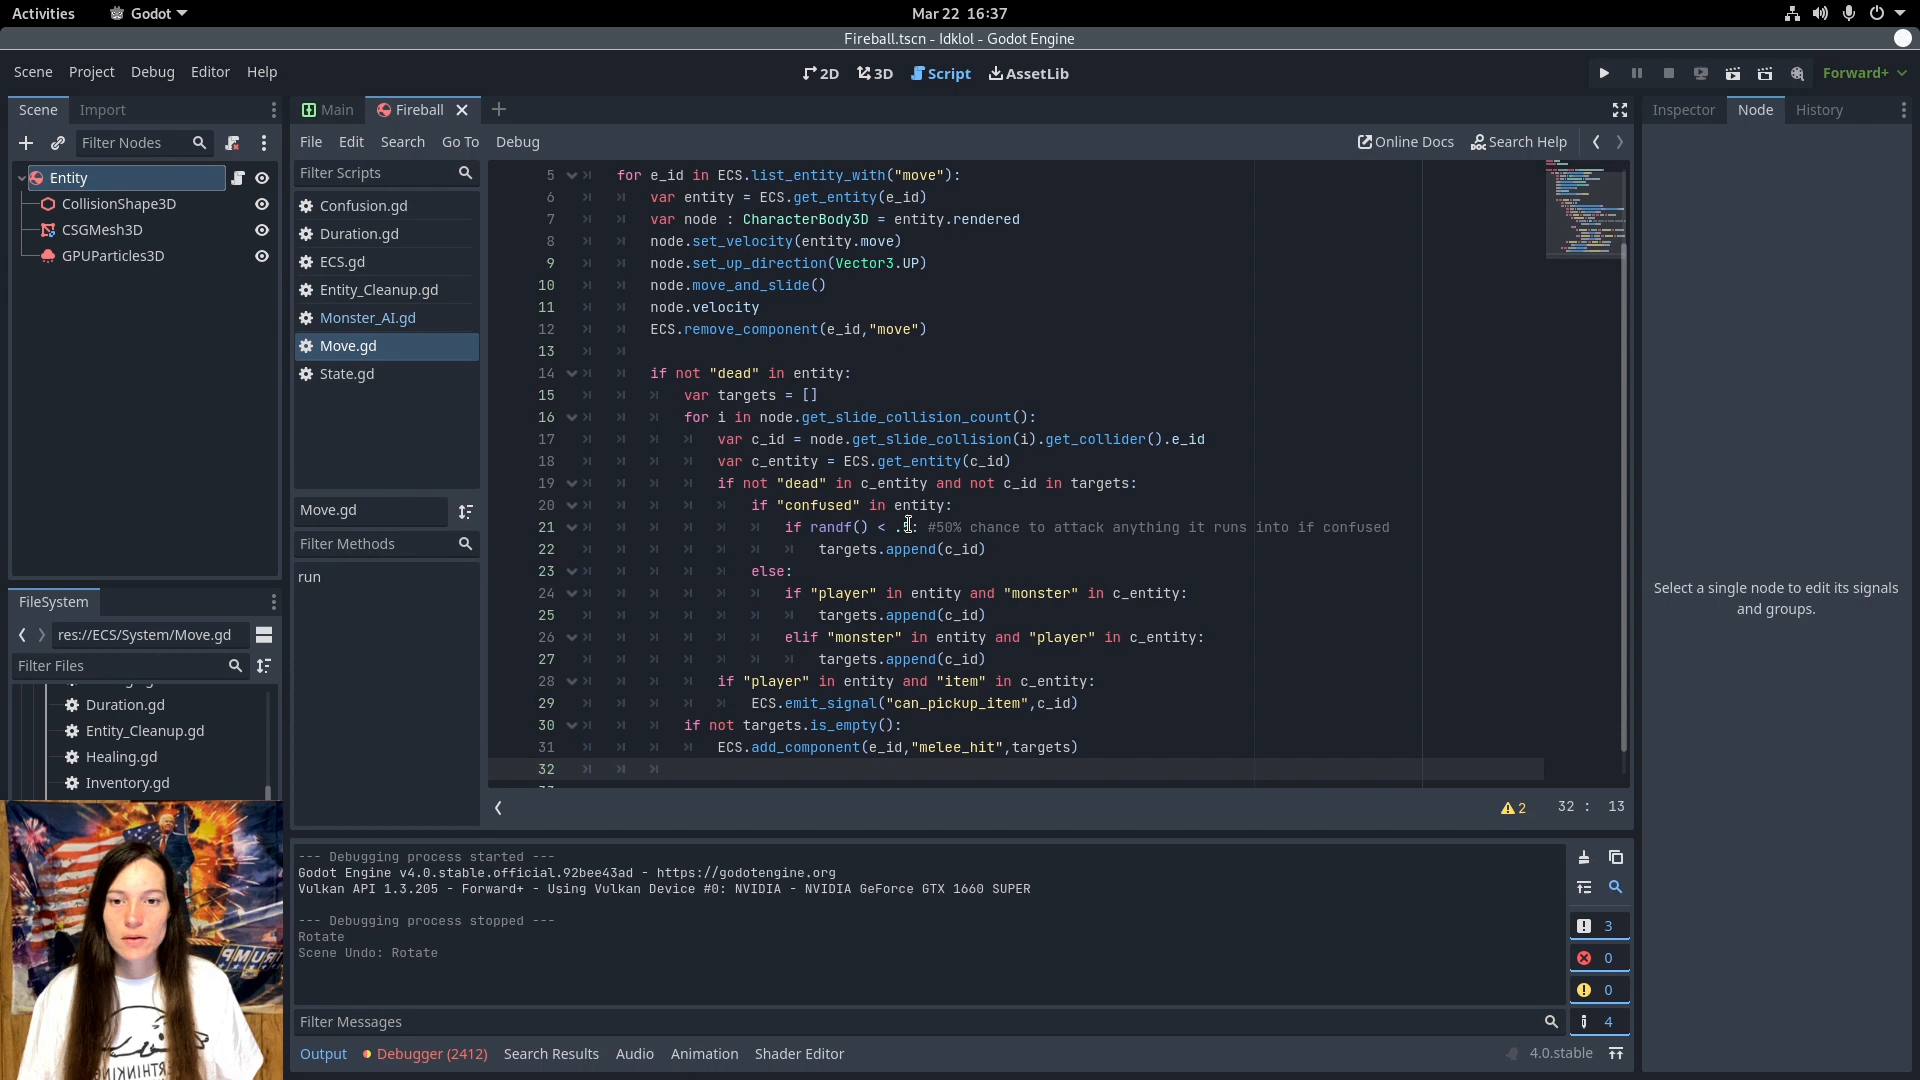 Activities
Godot
Mar 22 16:37
Fireball.tscn - Idklol - Godot Engine
Scene Project Debug Editor Help
2D 3D Script AssetLib
Forward+
Scene Import
Filter Nodes
Entity
CollisionShape3D
CSGMesh3D
GPUParticles3D
FileSystem
res://ECS/System/Move.gd
Filter Files
Duration.gd
Entity_Cleanup.gd
Healing.gd
Inventory.gd
Main Fireball
File Edit Search Go To Debug
Online Docs Search Help
Filter Scripts
Confusion.gd
Duration.gd
ECS.gd
Entity_Cleanup.gd
Monster_AI.gd
Move.gd
State.gd
Move.gd
Filter Methods
run
5 for e_id in ECS.list_entity_with("move"):
6 var entity = ECS.get_entity(e_id)
7 var node : CharacterBody3D = entity.rendered
8 node.set_velocity(entity.move)
9 node.set_up_direction(Vector3.UP)
10 node.move_and_slide()
11 node.velocity
12 ECS.remove_component(e_id,"move")
13
14 if not "dead" in entity:
15 var targets = []
16 for i in node.get_slide_collision_count():
17 var c_id = node.get_slide_collision(i).get_collider().e_id
18 var c_entity = ECS.get_entity(c_id)
19 if not "dead" in c_entity and not c_id in targets:
20 if "confused" in entity:
21 if randf() < : #50% chance to attack anything it runs into if confused
22 targets.append(c_id)
23 else:
24 if "player" in entity and "monster" in c_entity:
25 targets.append(c_id)
26 elif "monster" in entity and "player" in c_entity:
27 targets.append(c_id)
28 if "player" in entity and "item" in c_entity:
29 ECS.emit_signal("can_pickup_item",c_id)
30 if not targets.is_empty():
31 ECS.add_component(e_id,"melee_hit",targets)
32
2 32 : 13
--- Debugging process started ---
Godot Engine v4.0.stable.official.92bee43ad - https://godotengine.org
Vulkan API 1.3.205 - Forward+ - Using Vulkan Device #0: NVIDIA - NVIDIA GeForce GTX 1660 SUPER
--- Debugging process stopped ---
Rotate
Scene Undo: Rotate
3
0
0
4
Filter Messages
Output Debugger (2412) Search Results Audio Animation Shader Editor
4.0.stable
Inspector Node History
Select a single node to edit its signals
and groups.
TRUMP